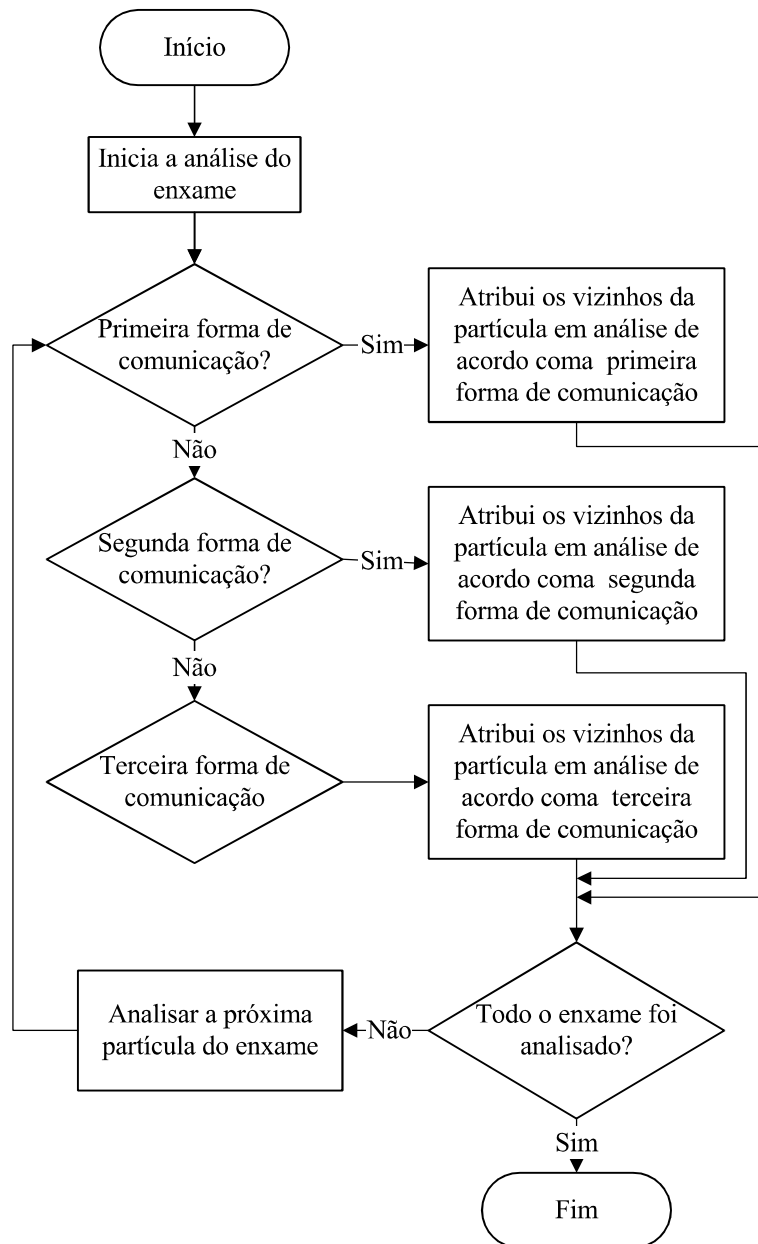 Início
Inicia a análise do
enxame
Primeira forma de
comunicação?
Sim
Atribui os vizinhos da
partícula em análise de
acordo coma primeira
forma de comunicação
Não
Segunda forma de
comunicação?
Sim
Atribui os vizinhos da
partícula em análise de
acordo coma segunda
forma de comunicação
Não
Terceira forma de
comunicação
Atribui os vizinhos da
partícula em análise de
acordo coma terceira
forma de comunicação
Todo o enxame foi
analisado?
Não
Analisar a próxima
partícula do enxame
Sim
Fim